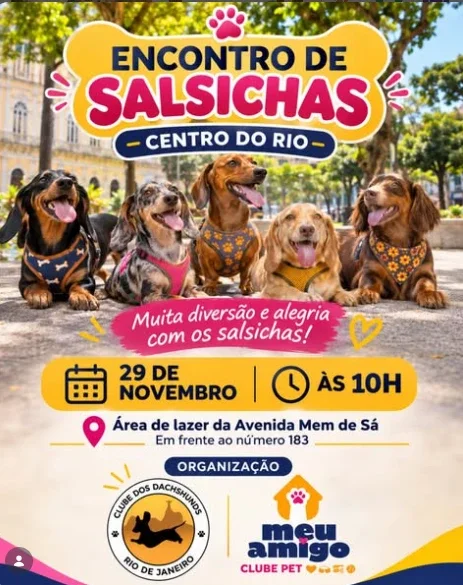 ENCONTRO DE
SALSICHAS
CENTRO DO RIO
Muita diversão e alegria
com os salsichas!
29 DE
NOVEMBRO
ÀS 10H
Área de lazer da Avenida Mem de Sá
Em frente ao número 183
ORGANIZAÇÃO
CLUBE DOS DACHSHUNDS
RIO DE JANEIRO
meu
amigo
CLUBE PET